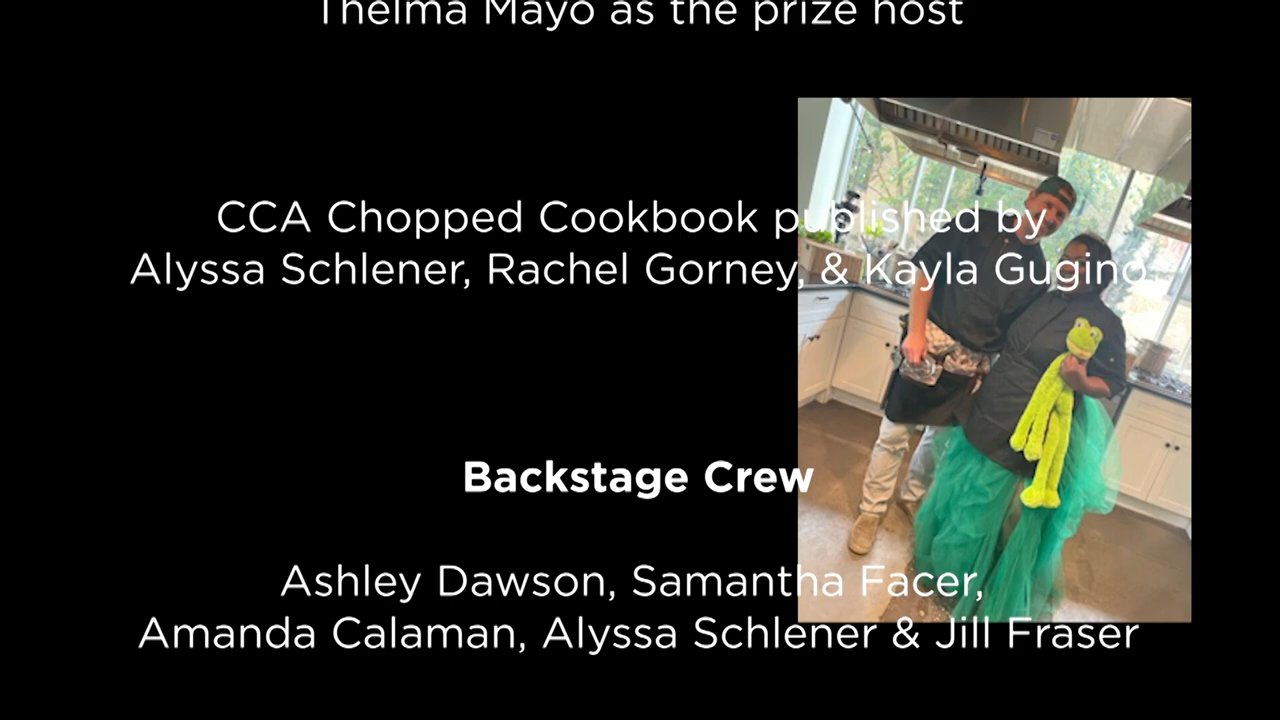 Thelma Mayo as the prize host
CCA Chopped Cookbook published by
Alyssa Schlener, Rachel Gorney, & Kayla Gugino
Backstage Crew
Ashley Dawson, Samantha Facer,
Amanda Calaman, Alyssa Schlener & Jill Fraser